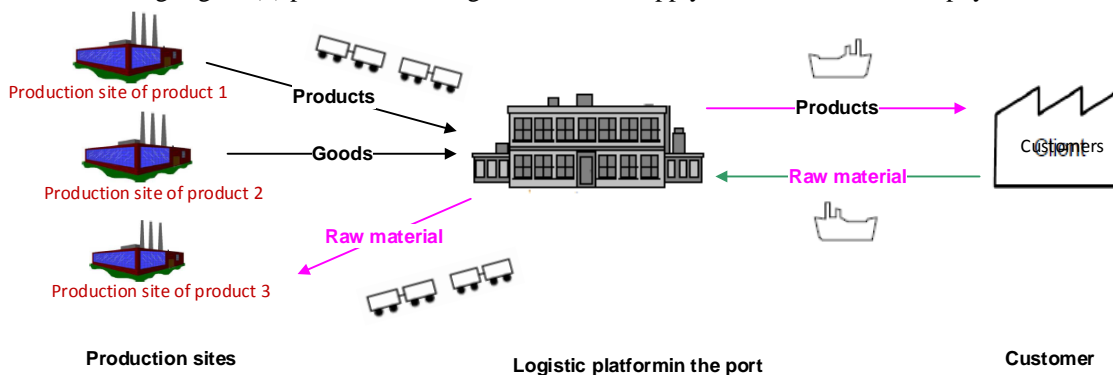 Production site of product 1
Products
Products
Goods
Customers
Client
Production site of product 2
Raw material
Raw material
Production site of product 3
Production sites
Logistic platformin the port
Customer